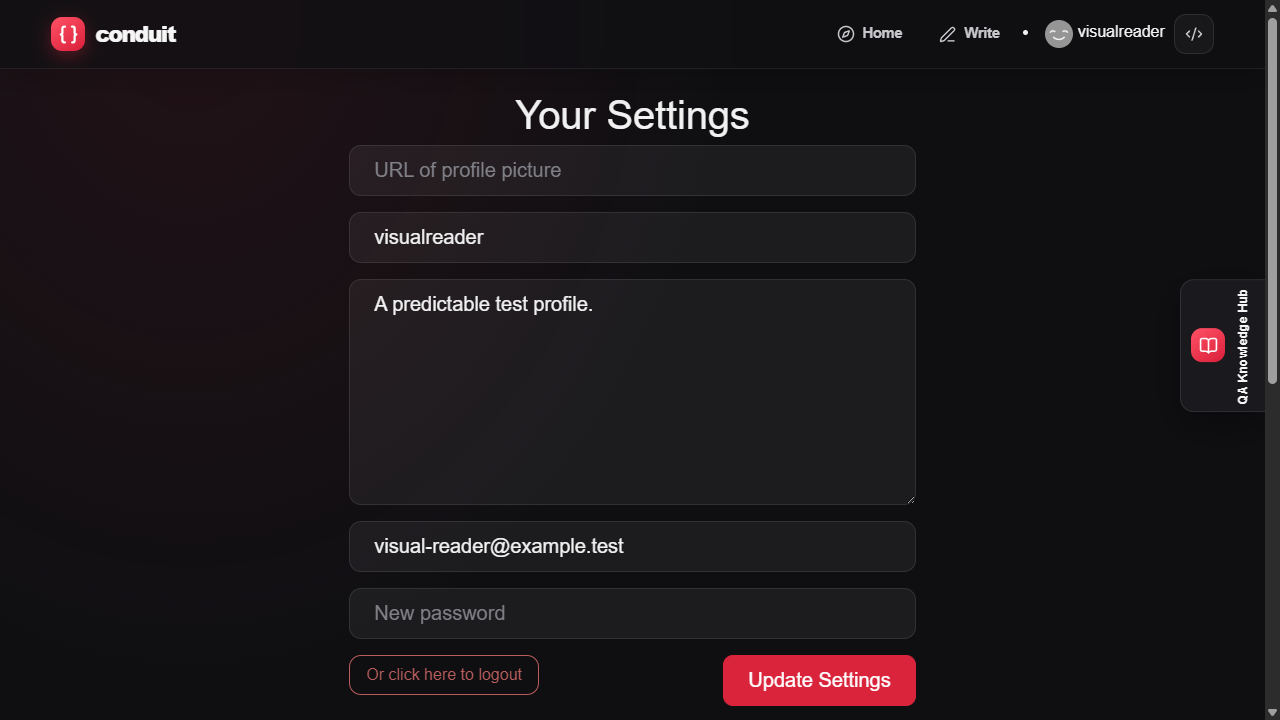 conduit
Home
Write
visualreader
Your Settings
URL of profile picture
visualreader
A predictable test profile.
QA Knowledge Hub
visual-reader@example.test
New password
Or click here to logout
Update Settings